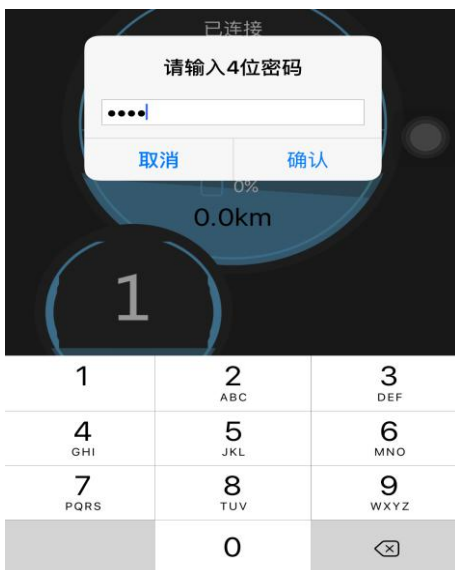 已连接
请输入4位密码
••••
取消 确认
0%
0.0km
1
1 2 3
ABC DEF
4 5 6
GHI JKL MNO
7 8 9
PQRS TUV WXYZ
0